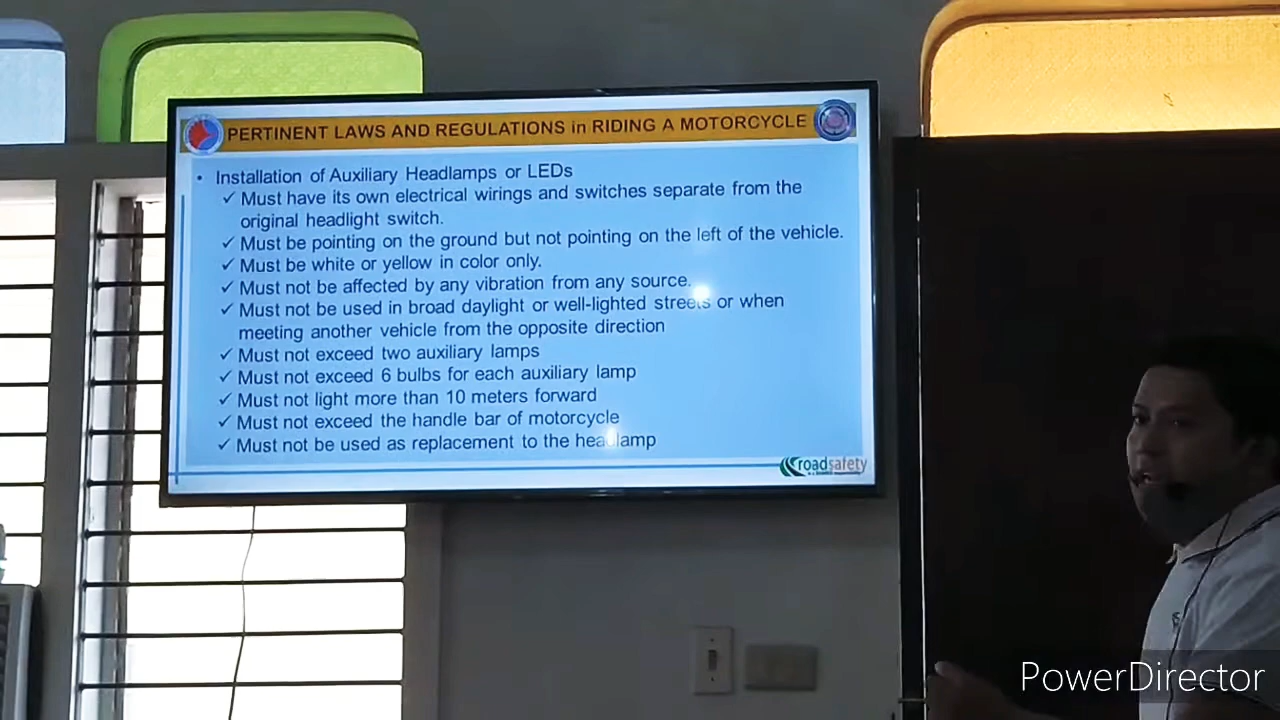 PERTINENT LAWS AND REGULATIONS in RIDING A MOTORCYCLE
• Installation of Auxiliary Headlamps or LEDs
✓ Must have its own electrical wirings and switches separate from the
original headlight switch.
✓ Must be pointing on the ground but not pointing on the left of the vehicle.
✓ Must be white or yellow in color only.
✓ Must not be affected by any vibration from any source.
✓ Must not be used in broad daylight or well-lighted streets or when
meeting another vehicle from the opposite direction
✓ Must not exceed two auxiliary lamps
✓ Must not exceed 6 bulbs for each auxiliary lamp
✓ Must not light more than 10 meters forward
✓ Must not exceed the handle bar of motorcycle
✓ Must not be used as replacement to the headlamp
roadsafety
PowerDirector